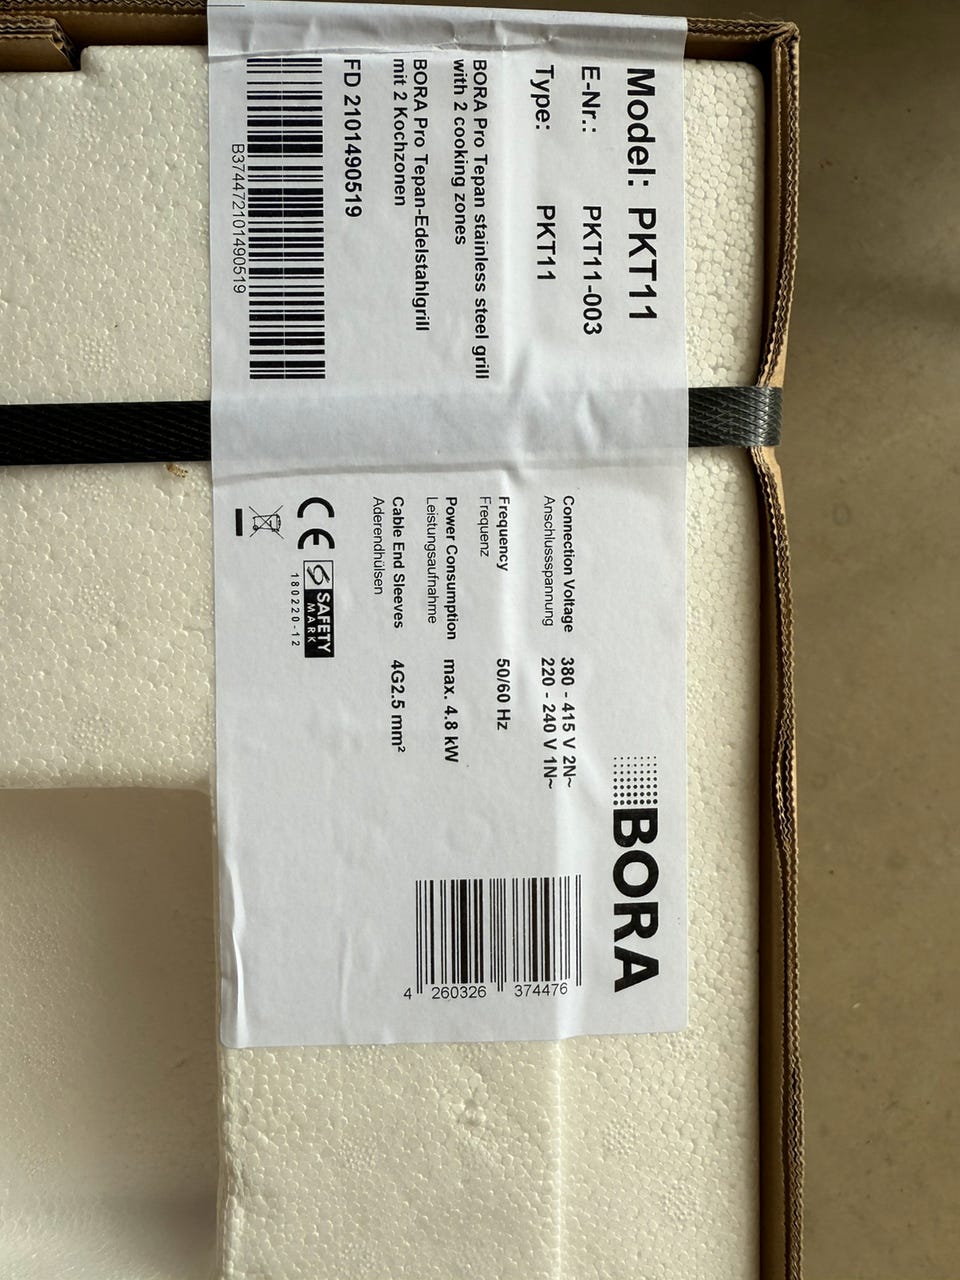 Model: PKT11
E-Nr.: PKT11-003
Type: PKT11
BORA Pro Tepan stainless steel grill
with 2 cooking zones
BORA Pro Tepan-Edelstahlgrill
mit 2 Kochzonen
FD 2101490519
B374472101490519
BORA
Connection Voltage 380 - 415 V 2N~
Anschlussspannung 220 - 240 V 1N~
Frequency 50/60 Hz
Frequenz
Power Consumption max. 4.8 kW
Leistungsaufnahme
Cable End Sleeves 4G2.5 mm²
Aderendhülsen
CE
SAFETY
MARK
180220-12
4 260326 374476